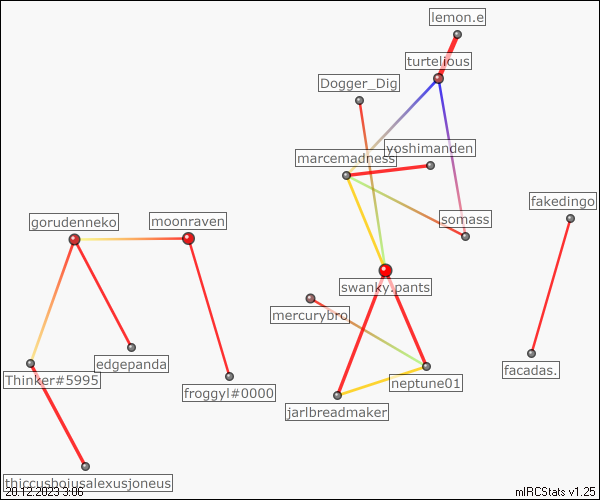 lemon.e
turtelious
Dogger_Dig
yoshimanden
marcemadness
fakedingo
somass
gorudenneko
moonraven
swanky.pants
mercurybro
edgepanda
facadas.
Thinker#5995
neptune01
froggyl#0000
jarlbreadmaker
thiccusboiusalexusjoneus
20.12.2023 3:06
mIRCStats v1.25